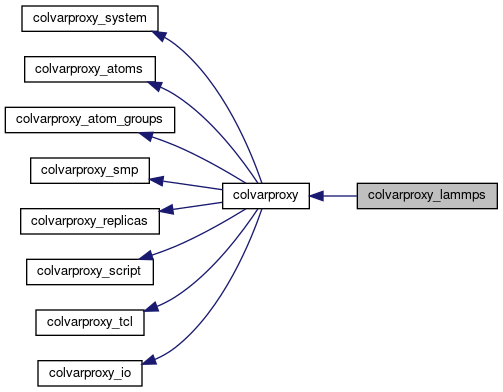 colvarproxy_system
colvarproxy_atoms
colvarproxy_atom_groups
colvarproxy_smp
colvarproxy_replicas
colvarproxy_script
colvarproxy_tcl
colvarproxy_io
colvarproxy
colvarproxy_lammps